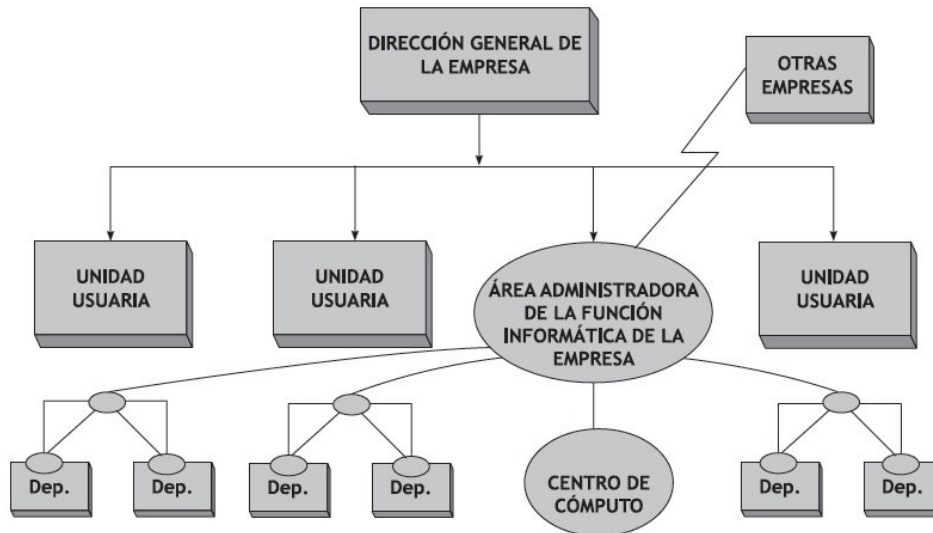 DIRECCIÓN GENERAL DE
LA EMPRESA
OTRAS
EMPRESAS
UNIDAD
USUARIA
UNIDAD
USUARIA
ÁREA ADMINISTRADORA
DE LA FUNCIÓN
INFORMÁTICA DE LA
EMPRESA
UNIDAD
USUARIA
Dep.
Dep.
Dep.
Dep.
CENTRO DE
CÓMPUTO
Dep.
Dep.